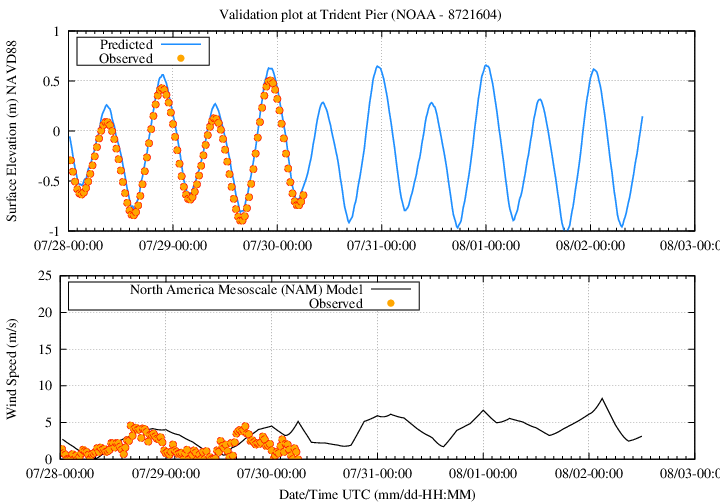 Validation plot at Trident Pier (NOAA - 8721604)
Surface Elevation (m) NAVD88
Predicted
Observed
1
0.5
0
-0.5
-1
07/28-00:00 07/29-00:00 07/30-00:00 07/31-00:00 08/01-00:00 08/02-00:00 08/03-00:00
Wind Speed (m/s)
North America Mesoscale (NAM) Model
Observed
25
20
15
10
5
0
07/28-00:00 07/29-00:00 07/30-00:00 07/31-00:00 08/01-00:00 08/02-00:00 08/03-00:00
Date/Time UTC (mm/dd-HH:MM)